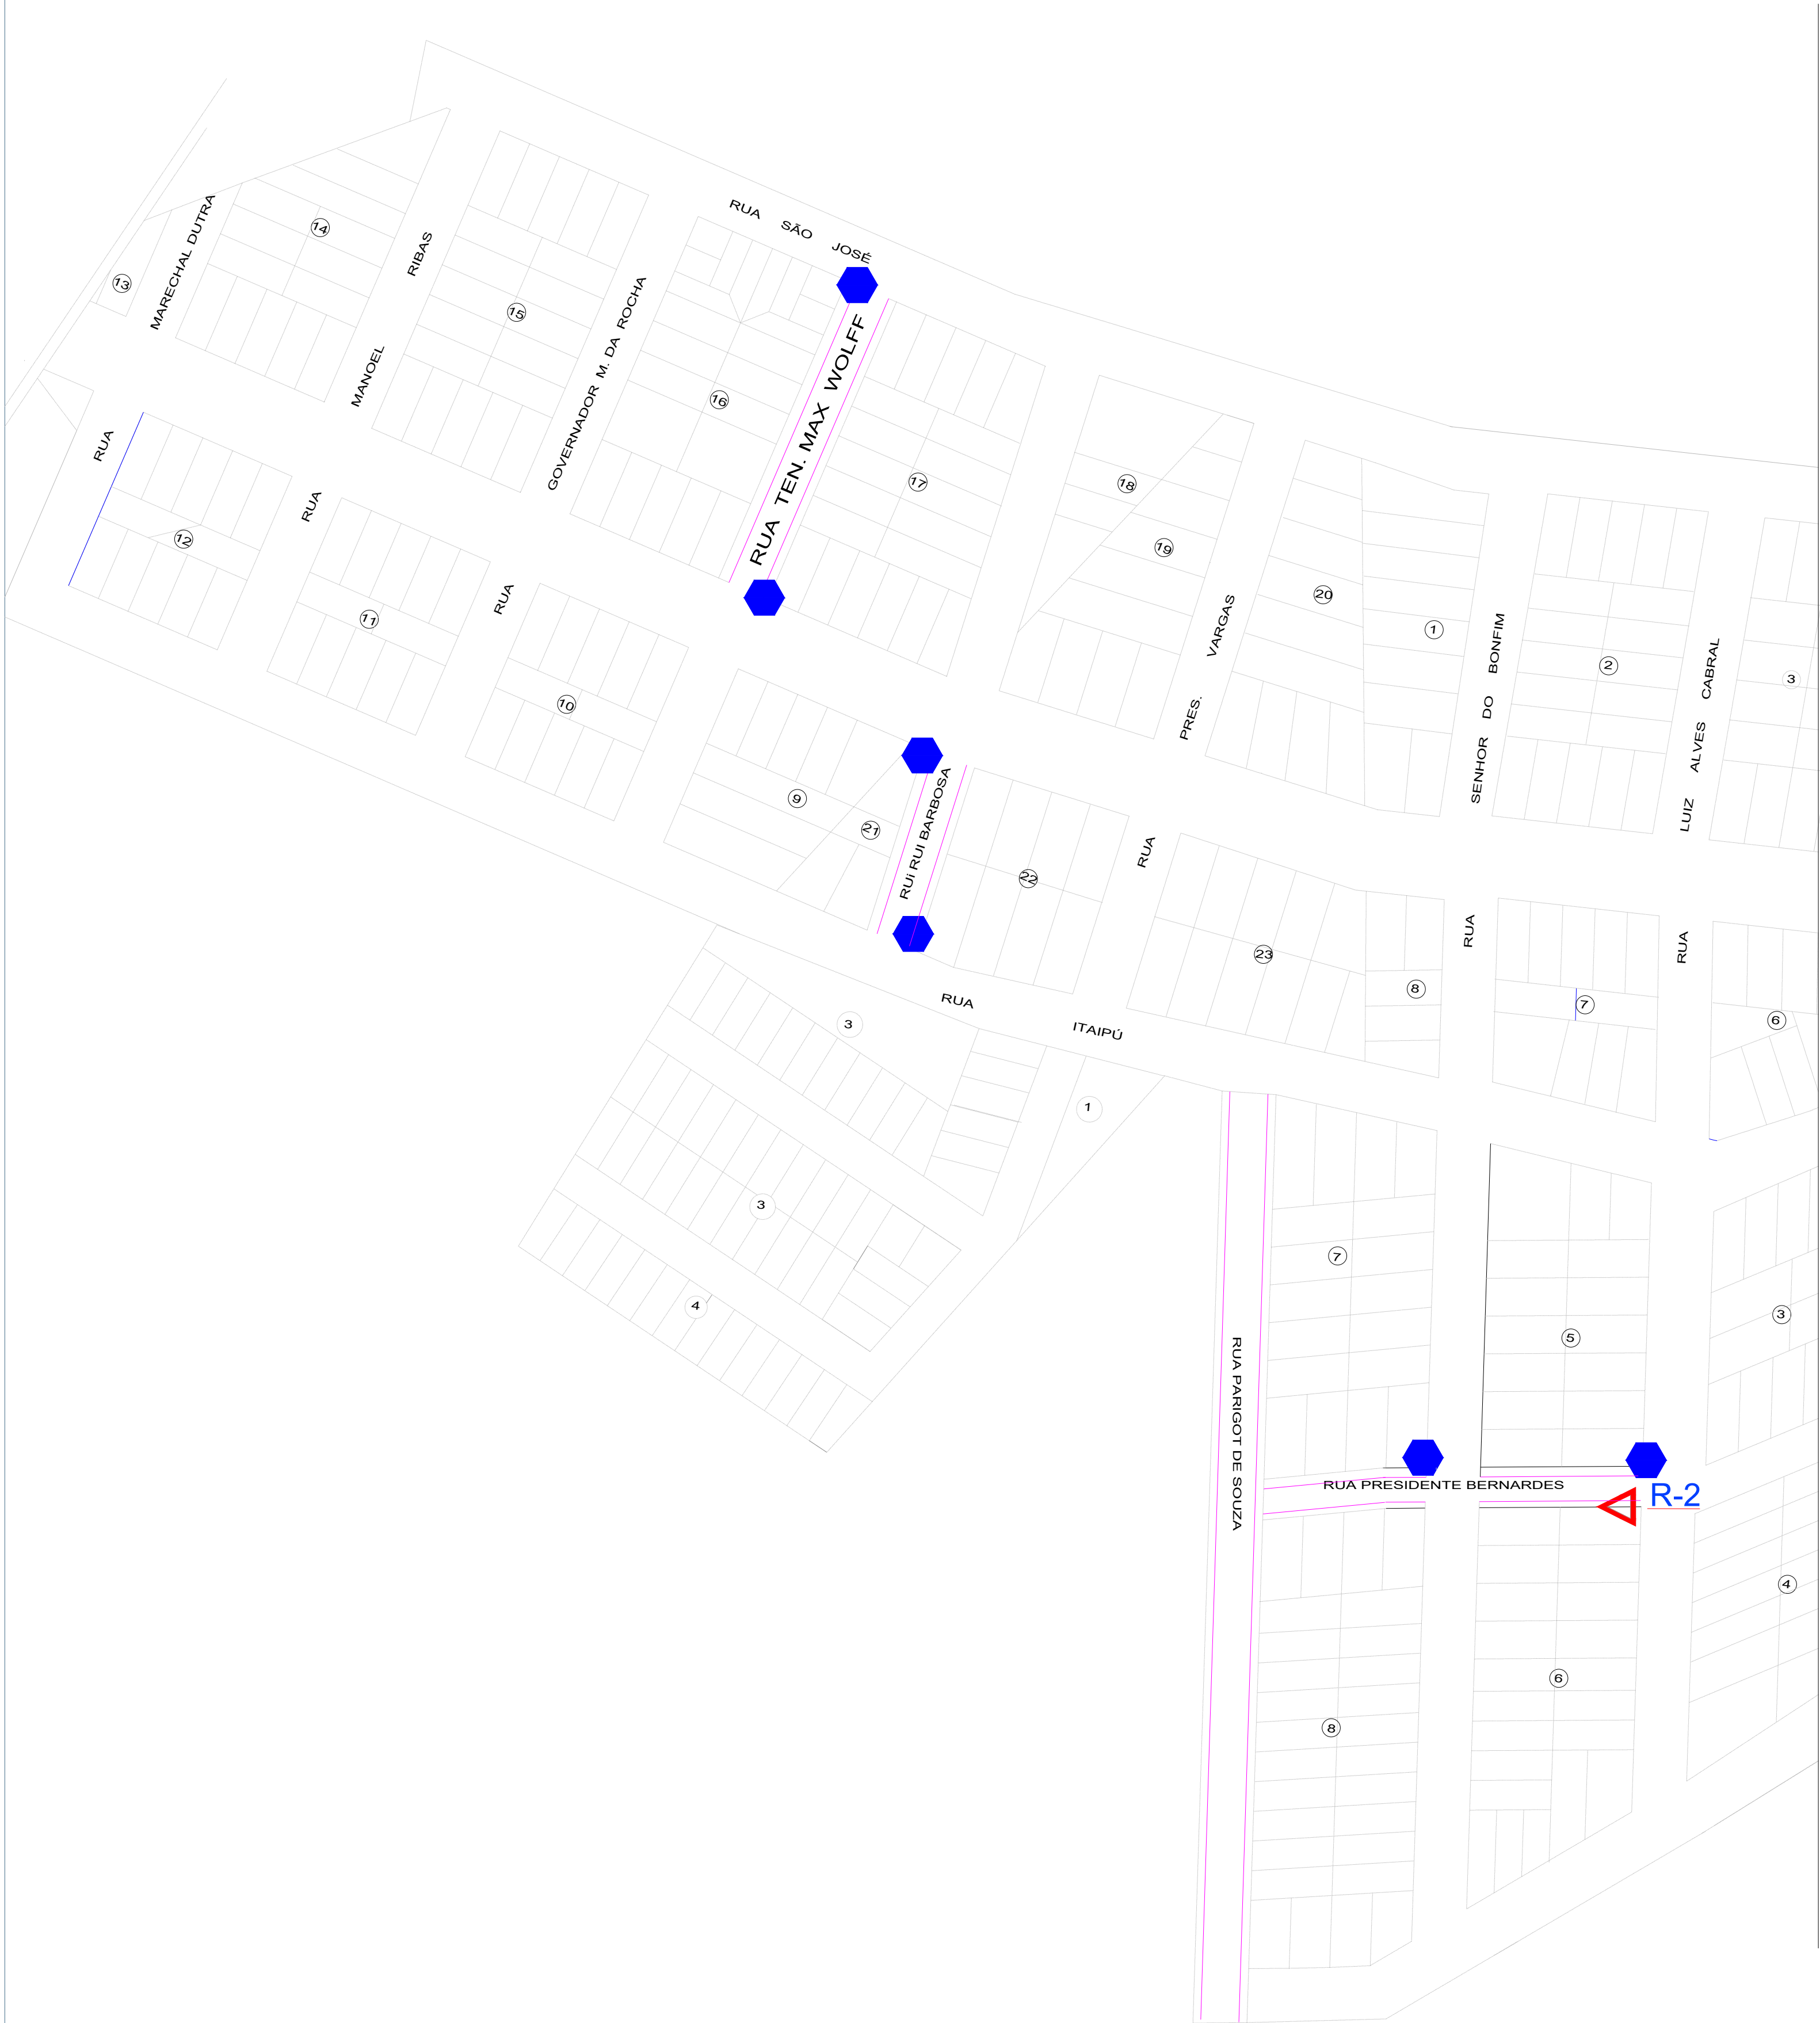 RUA SÃO JOSÉ
MARECHAL DUTRA
RUA
14
13
RIBAS
MANOEL
RUA
15
GOVERNADOR M. DA ROCHA
RUA
16
RUA TEN. MAX WOLFF
17
18
19
12
11
10
PRES. VARGAS
RUA
20
1
SENHOR DO BONFIM
RUA
2
LUIZ ALVES CABRAL
RUA
3
9
21
RUi RUI BARBOSA
22
23
8
7
6
RUA ITAIPÚ
3
1
3
4
7
5
3
RUA PARIGOT DE SOUZA
RUA PRESIDENTE BERNARDES
R-2
4
6
8